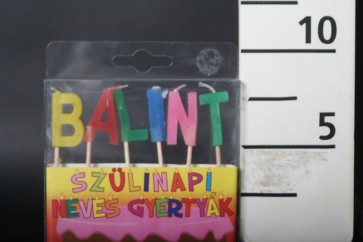 BALINT
SZÜLINAPI
NEVES GYERTYÁK
10
5